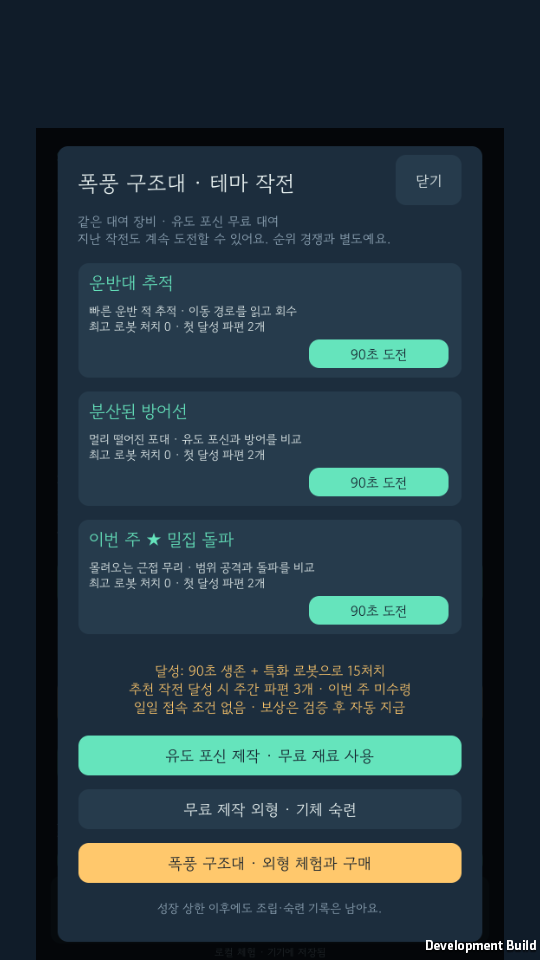 폭풍 구조대 · 테마 작전
닫기
같은 대여 장비 · 유도 포신 무료 대여
지난 작전도 계속 도전할 수 있어요. 순위 경쟁과 별도예요.
운반대 추적
빠른 운반 적 추적 · 이동 경로를 읽고 회수
최고 로봇 처치 0 · 첫 달성 파편 2개
90초 도전
분산된 방어선
멀리 떨어진 포대 · 유도 포신과 방어를 비교
최고 로봇 처치 0 · 첫 달성 파편 2개
90초 도전
이번 주 ★ 밀집 돌파
몰려오는 근접 무리 · 범위 공격과 돌파를 비교
최고 로봇 처치 0 · 첫 달성 파편 2개
90초 도전
달성: 90초 생존 + 특화 로봇으로 15처치
추천 작전 달성 시 주간 파편 3개 · 이번 주 미수령
일일 접속 조건 없음 · 보상은 검증 후 자동 지급
유도 포신 제작 · 무료 재료 사용
무료 제작 외형 · 기체 숙련
폭풍 구조대 · 외형 체험과 구매
성장 상한 이후에도 조립·숙련 기록은 남아요.
Development Build